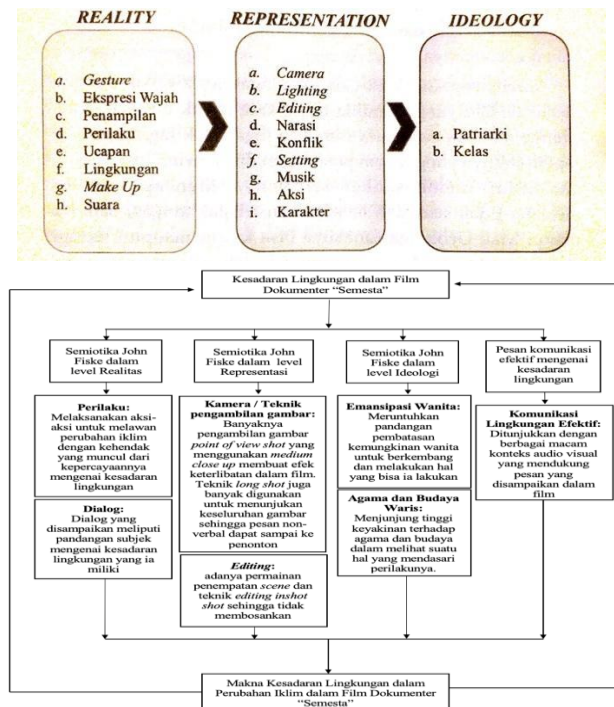 REALITY
a. Gesture
b. Ekspresi Wajah
c. Penampilan
d. Perilaku
e. Ucapan
f. Lingkungan
g. Make Up
h. Suara
REPRESENTATION
a. Camera
b. Lighting
c. Editing
d. Narasi
e. Konflik
f. Setting
g. Musik
h. Aksi
i. Karakter
IDEOLOGY
a. Patriarki
b. Kelas
Kesadaran Lingkungan dalam Film
Dokumenter “Semesta”
Semiotika John
Fiske dalam
level Realitas
Perilaku:
Melaksanakan aksi-
aksi untuk melawan
perubahan iklim
dengan kehendak
yang muncul dari
kepercayaannya
mengenai kesadaran
lingkungan
Dialog:
Dialog yang
disampaikan meliputi
pandangan subjek
mengenai kesadaran
lingkungan yang ia
miliki
Semiotika John
Fiske dalam level
Representasi
Kamera / Teknik
pengambilan gambar:
Banyaknya
pengambilan gambar
point of view shot yang
menggunakan medium
close up membuat efek
keterlibatan dalam film.
Teknik long shot juga
banyak digunakan
untuk menunjukan
keseluruhan gambar
sehingga pesan non-
verbal dapat sampai ke
penonton
Editing:
adanya permainan
penempatan scene dan
teknik editing inshot
shot sehingga tidak
membosankan
Semiotika John
Fiske dalam
level Ideologi
Emansipasi Wanita:
Meruntuhkan
pandangan
pembatasan
kemungkinan wanita
untuk berkembang dan
melakukan hal yang
bisa ia lakukan
Agama dan Budaya
Waris:
Menjunjung tinggi
keyakinan terhadap
agama dan budaya
dalam melihat suatu
hal yang mendasari
perilakunya.
Pesan komunikasi
efektif mengenai
kesadaran
lingkungan
Komunikasi
Lingkungan Efektif:
Ditunjukkan dengan
berbagai macam
konteks audio visual
yang mendukung
pesan yang
disampaikan dalam
film
Makna Kesadaran Lingkungan dalam
Perubahan Iklim dalam Film Dokumenter
“Semesta”